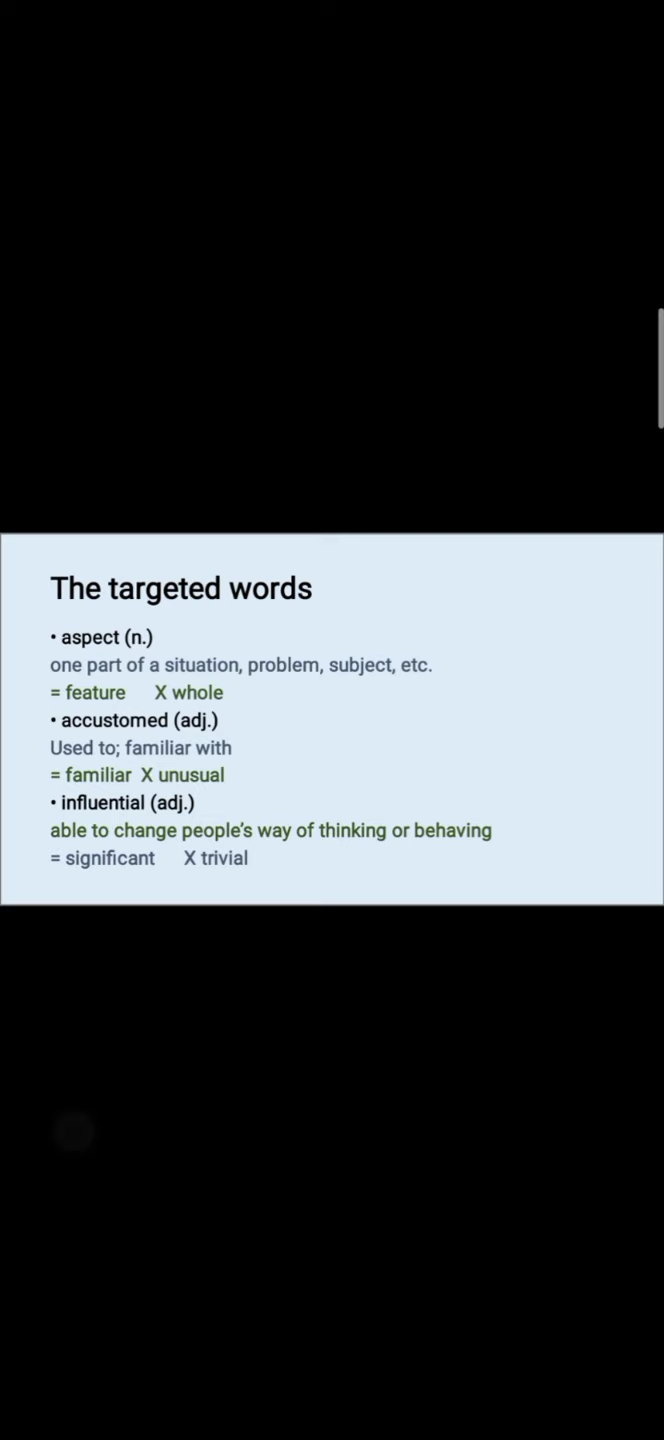 The targeted words
• aspect (n.)
one part of a situation, problem, subject, etc.
= feature X whole
• accustomed (adj.)
Used to; familiar with
= familiar X unusual
• influential (adj.)
able to change people’s way of thinking or behaving
= significant X trivial